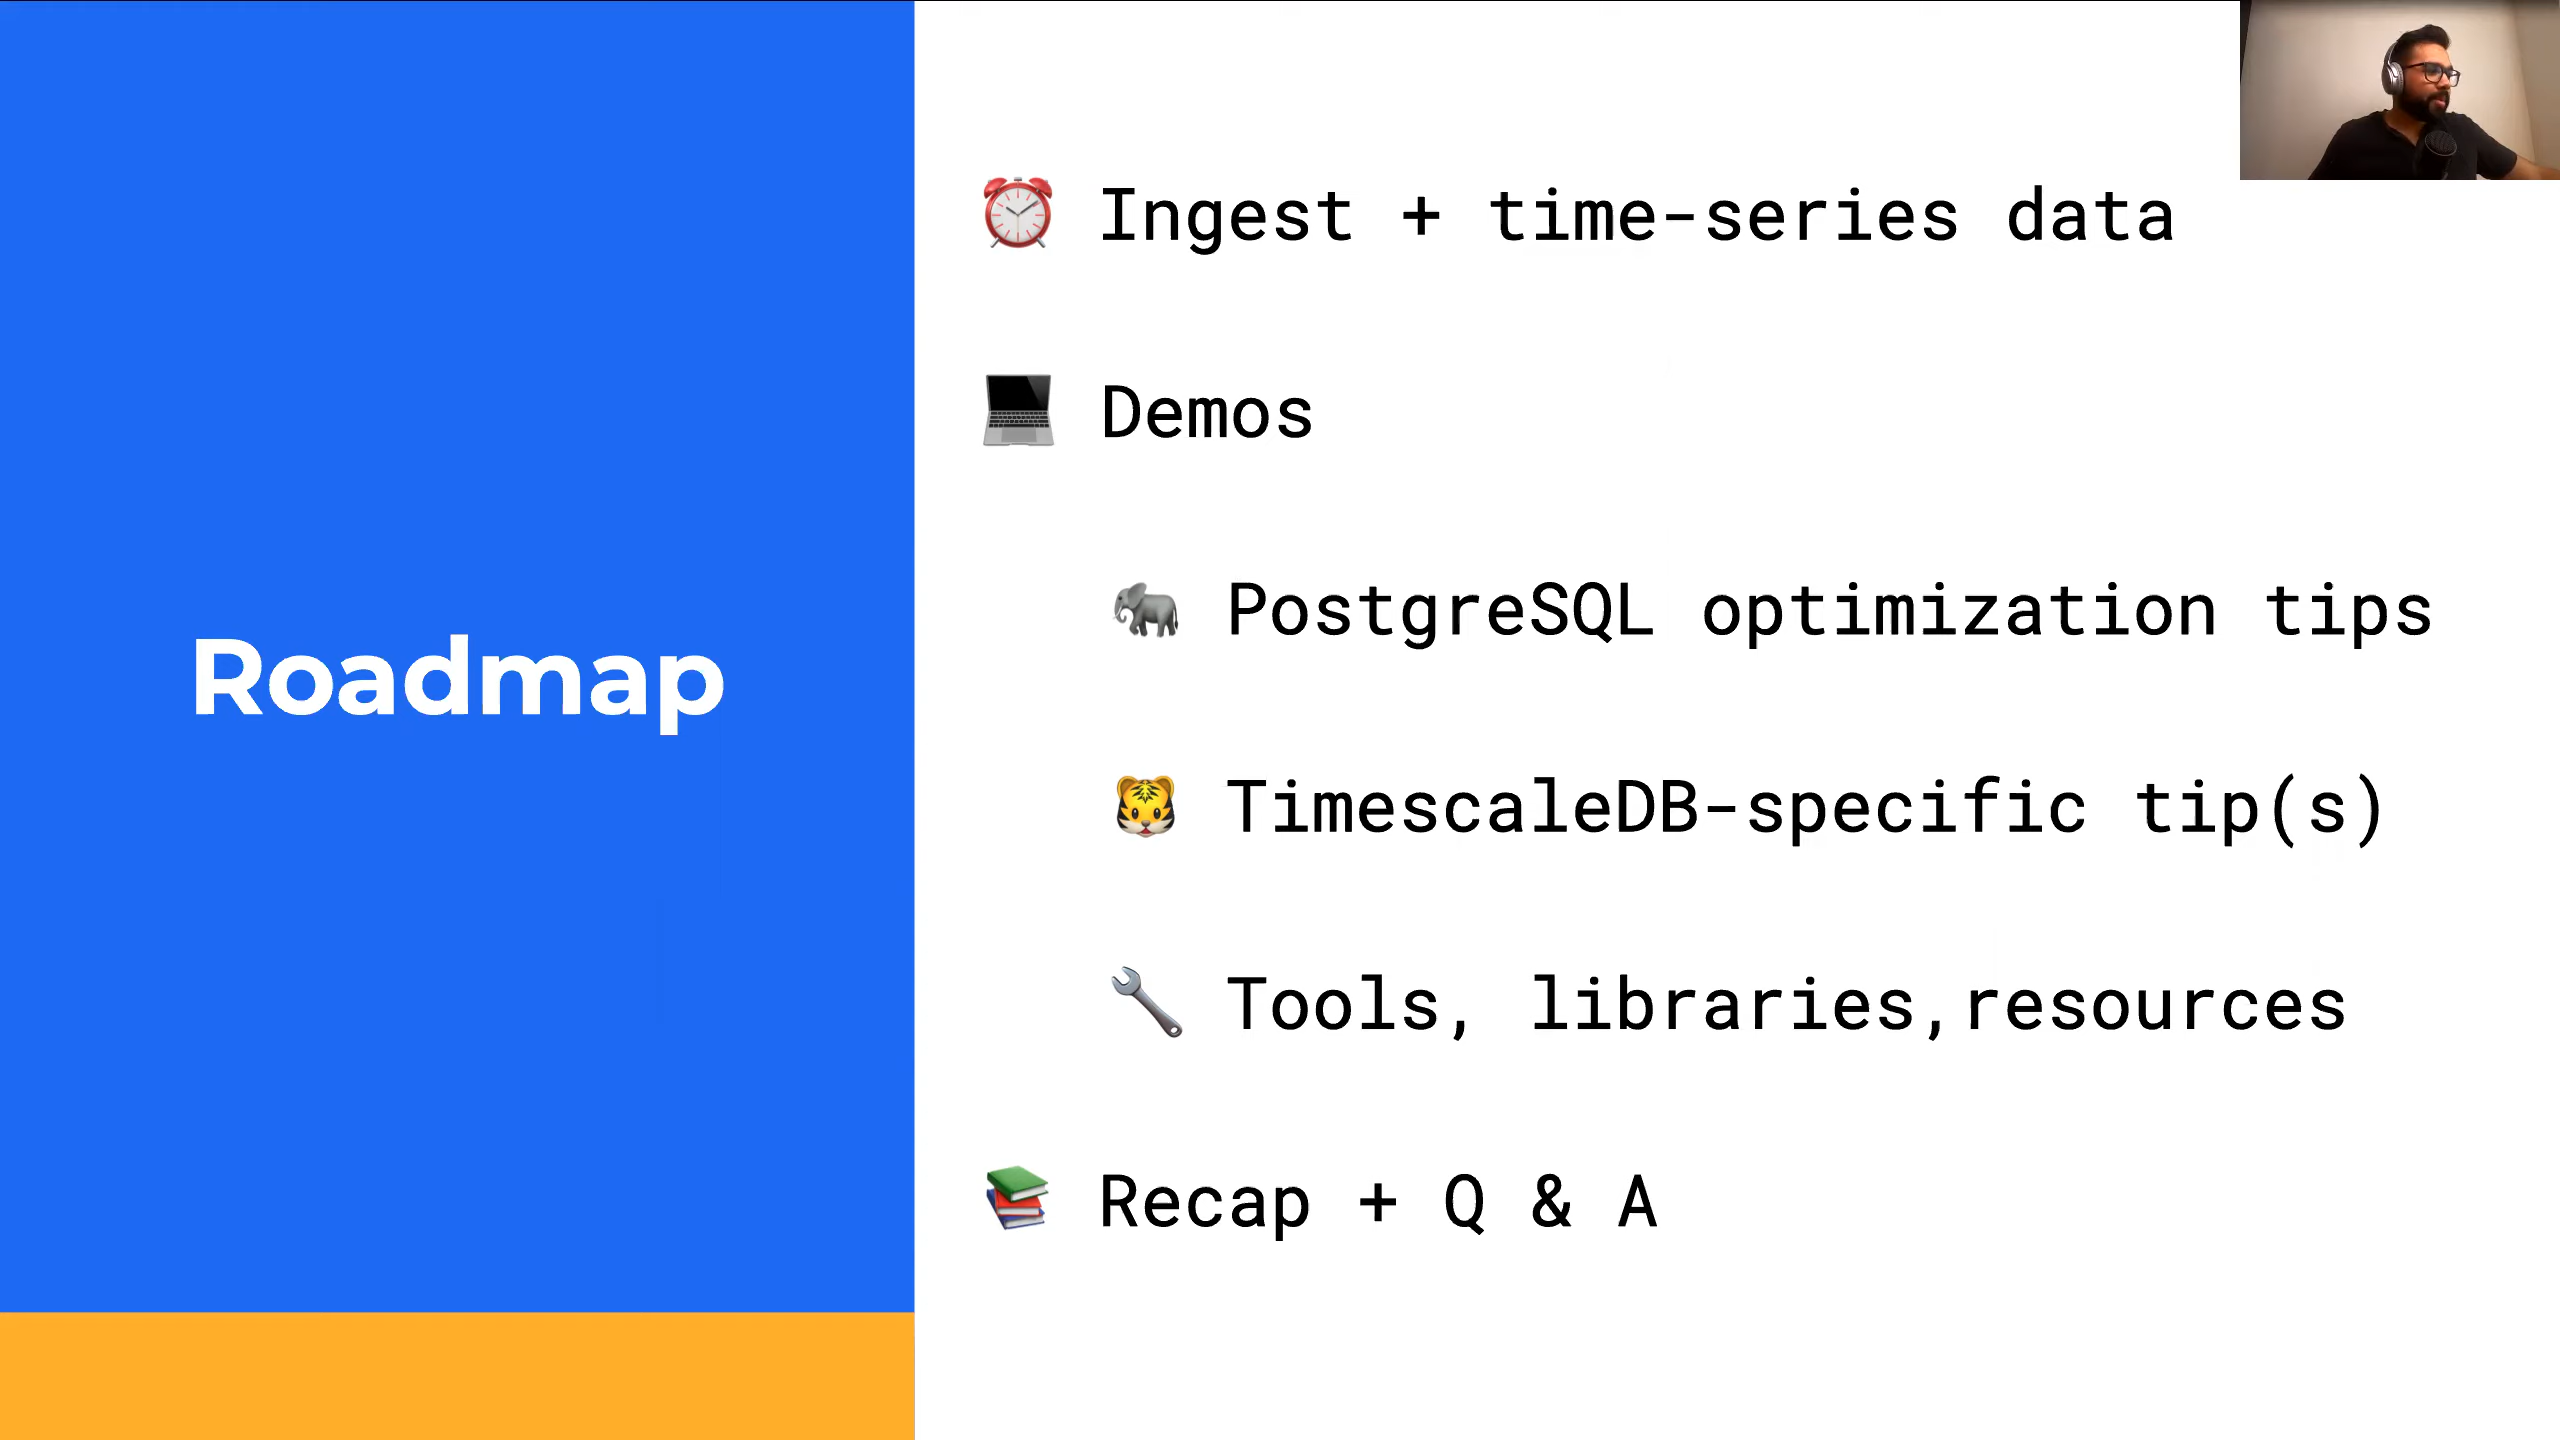 Roadmap
Ingest + time-series data
Demos
PostgreSQL optimization tips
TimescaleDB-specific tip(s)
Tools, libraries,resources
Recap + Q & A